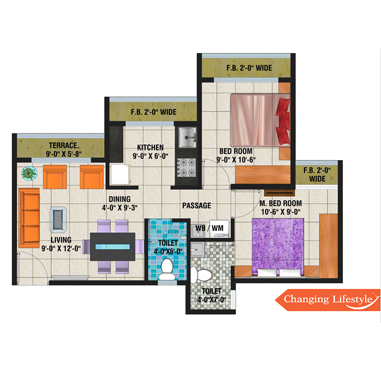 F.B. 2'-0" WIDE
F.B. 2'-0" WIDE
TERRACE.
9'-0" X 5'-8"
KITCHEN
9'-0" X 6'-0"
BED ROOM
9'-0" X 10'-6"
F.B. 2'-0"
WIDE
DINING
4'-0" X 9'-3"
PASSAGE
M. BED ROOM
10'-6" X 9'-0"
WB / WM
LIVING
9'-0" X 12'-0"
TOILET
4'-0"X6'-0"
TOILET
4'-0"X7'-0"
Changing Lifestyle